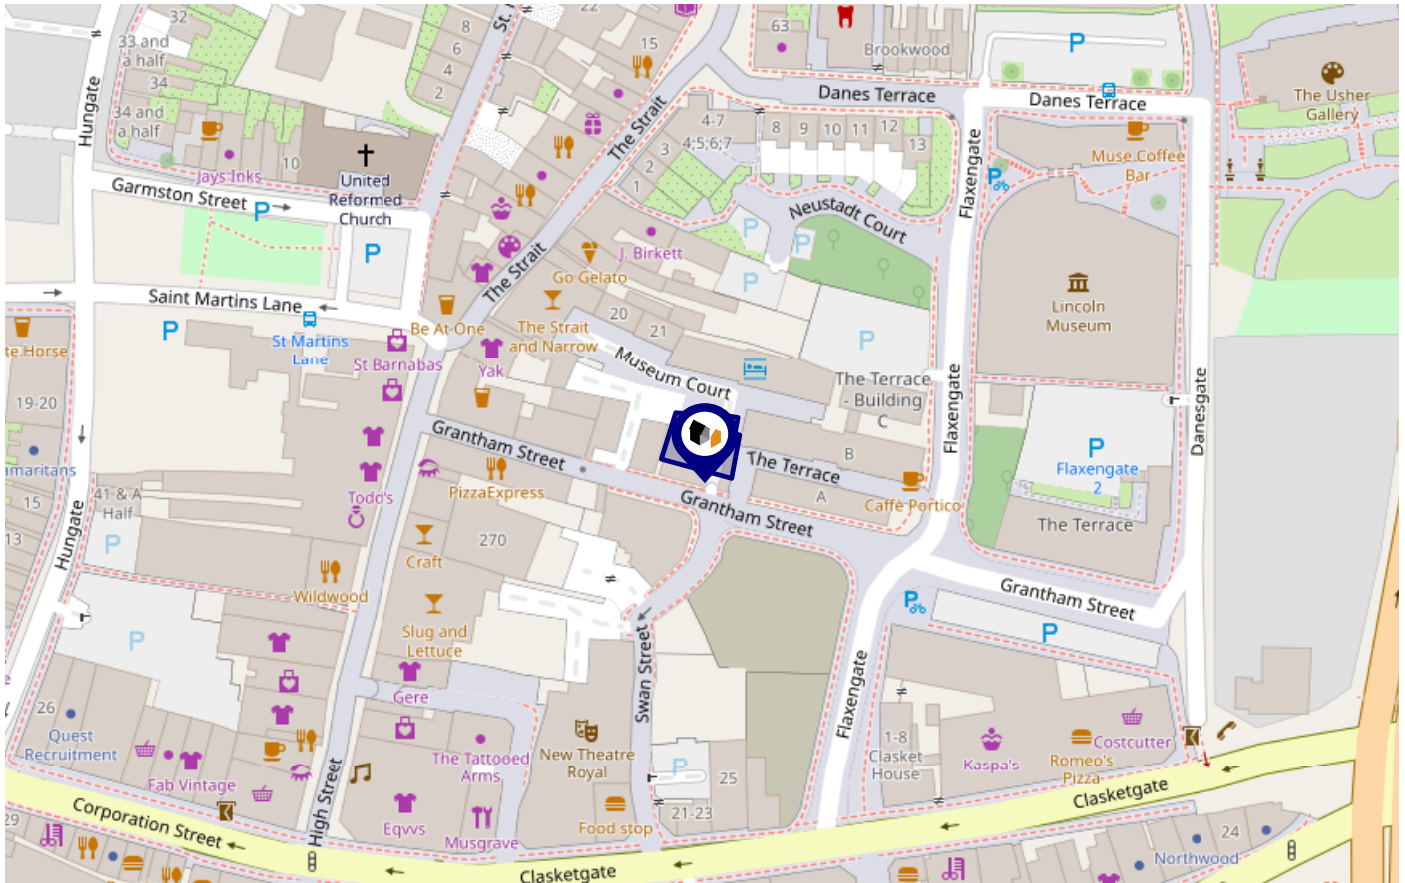 32
33 and
a half
34
34 and
a half
10
Jays Inks
Hungate
Garmston Street
United
Reformed
Church
8
6
4
2
22
15
63
Brookwood
Danes Terrace
Danes Terrace
The Usher
Gallery
Muse Coffee
Bar
The Strait
4-7
4;5;6;7
3
2
1
8
9
10
11
12
13
Flaxengate
Neustadt Court
J. Birkett
Go Gelato
The Strait
Saint Martins Lane
St Martins
Lane
Be At One
St Barnabas
The Strait
and Narrow
Yak
20
21
Museum Court
Lincoln
Museum
The Terrace
- Building
C
Flaxengate
Danesgate
te Horse
19-20
amaritans
15
13
41 & A
Half
Hungate
Grantham Street
PizzaExpress
Todd's
The Terrace
B
A
Caffè Portico
Grantham Street
Flaxengate
2
The Terrace
Craft
270
Wildwood
Slug and
Lettuce
Grantham Street
Swan Street
Flaxengate
Gere
26
Quest
Recruitment
Fab Vintage
The Tattooed
Arms
New Theatre
Royal
1-8
Clasket
House
Kaspa's
Romeo's
Pizza
Costcutter
25
21-23
High Street
Eqvvs
Musgrave
Food stop
Corporation Street
Clasketgate
Clasketgate
29
24
Northwood